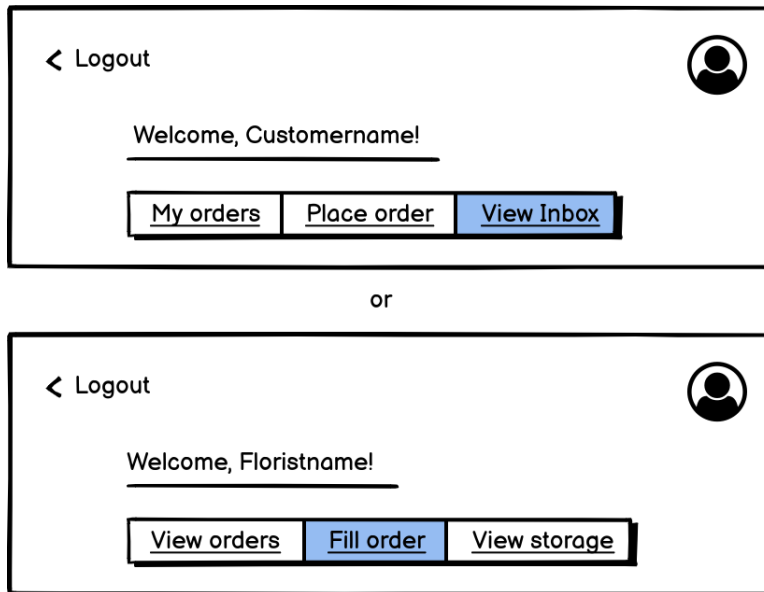 Logout
Welcome, Customername!
My orders Place order View Inbox
or
Logout
Welcome, Floristname!
View orders Fill order View storage